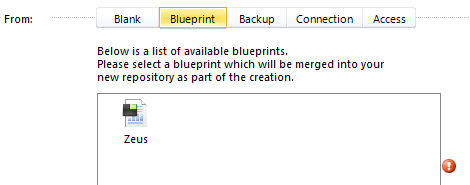 From: Blank Blueprint Backup Connection Access
Below is a list of available blueprints.
Please select a blueprint which will be merged into your
new repository as part of the creation.
Zeus